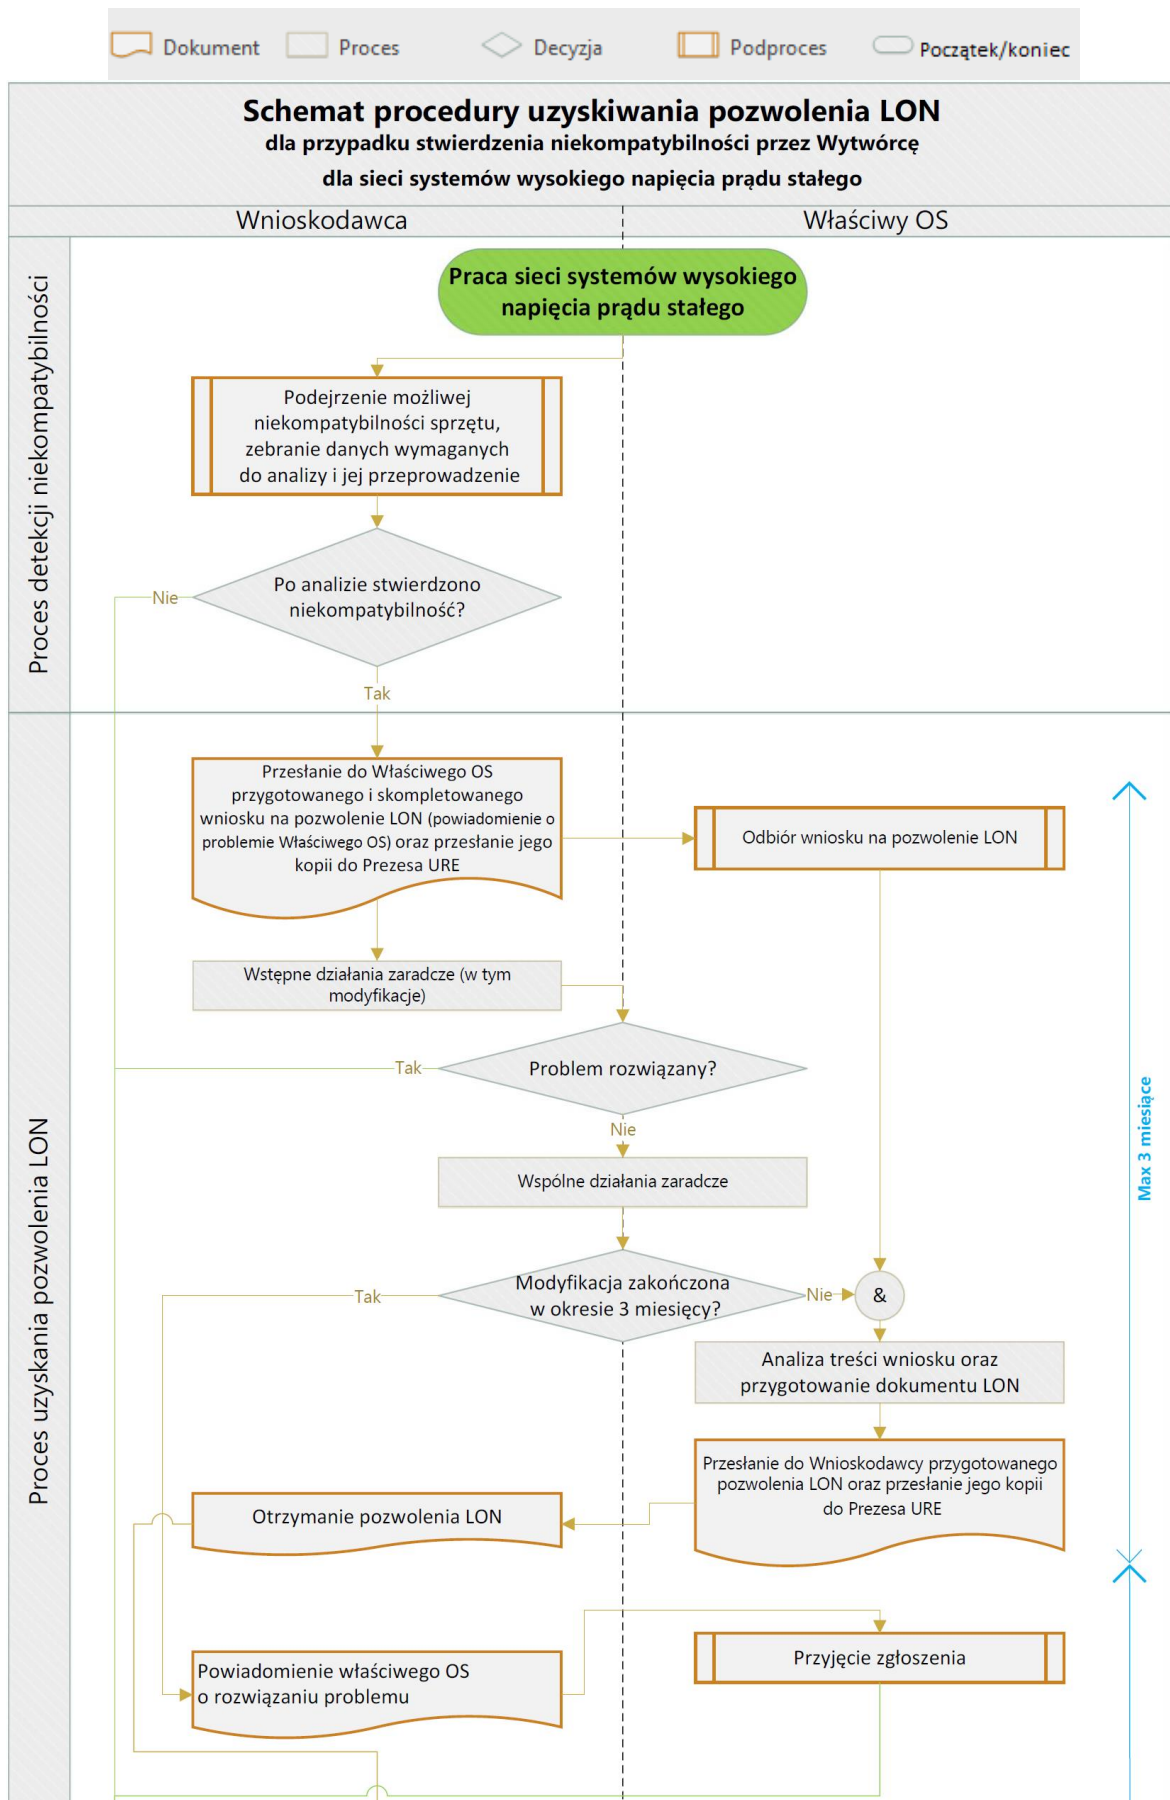 Dokument
Proces
Decyzja
Podproces
Początek/koniec
Schemat procedury uzyskiwania pozwolenia LON
dla przypadku stwierdzenia niekompatybilności przez Wytwórcę
dla sieci systemów wysokiego napięcia prądu stałego
Wnioskodawca
Właściwy OS
Proces detekcji niekompatybilności
Praca sieci systemów wysokiego
napięcia prądu stałego
Podejrzenie możliwej
niekompatybilności sprzętu,
zebranie danych wymaganych
do analizy i jej przeprowadzenie
Po analizie stwierdzono
niekompatybilność?
Nie
Tak
Proces uzyskania pozwolenia LON
Przesłanie do Właściwego OS
przygotowanego i skompletowanego
wniosku na pozwolenie LON (powiadomienie o
problemie Właściwego OS) oraz przesłanie jego
kopii do Prezesa URE
Odbiór wniosku na pozwolenie LON
Wstępne działania zaradcze (w tym
modyfikacje)
Problem rozwiązany?
Tak
Nie
Max 3 miesiące
Wspólne działania zaradcze
Modyfikacja zakończona
w okresie 3 miesięcy?
Tak
Nie
&
Analiza treści wniosku oraz
przygotowanie dokumentu LON
Przesłanie do Wnioskodawcy przygotowanego
pozwolenia LON oraz przesłanie jego kopii
do Prezesa URE
Otrzymanie pozwolenia LON
Przyjęcie zgłoszenia
Powiadomienie właściwego OS
o rozwiązaniu problemu